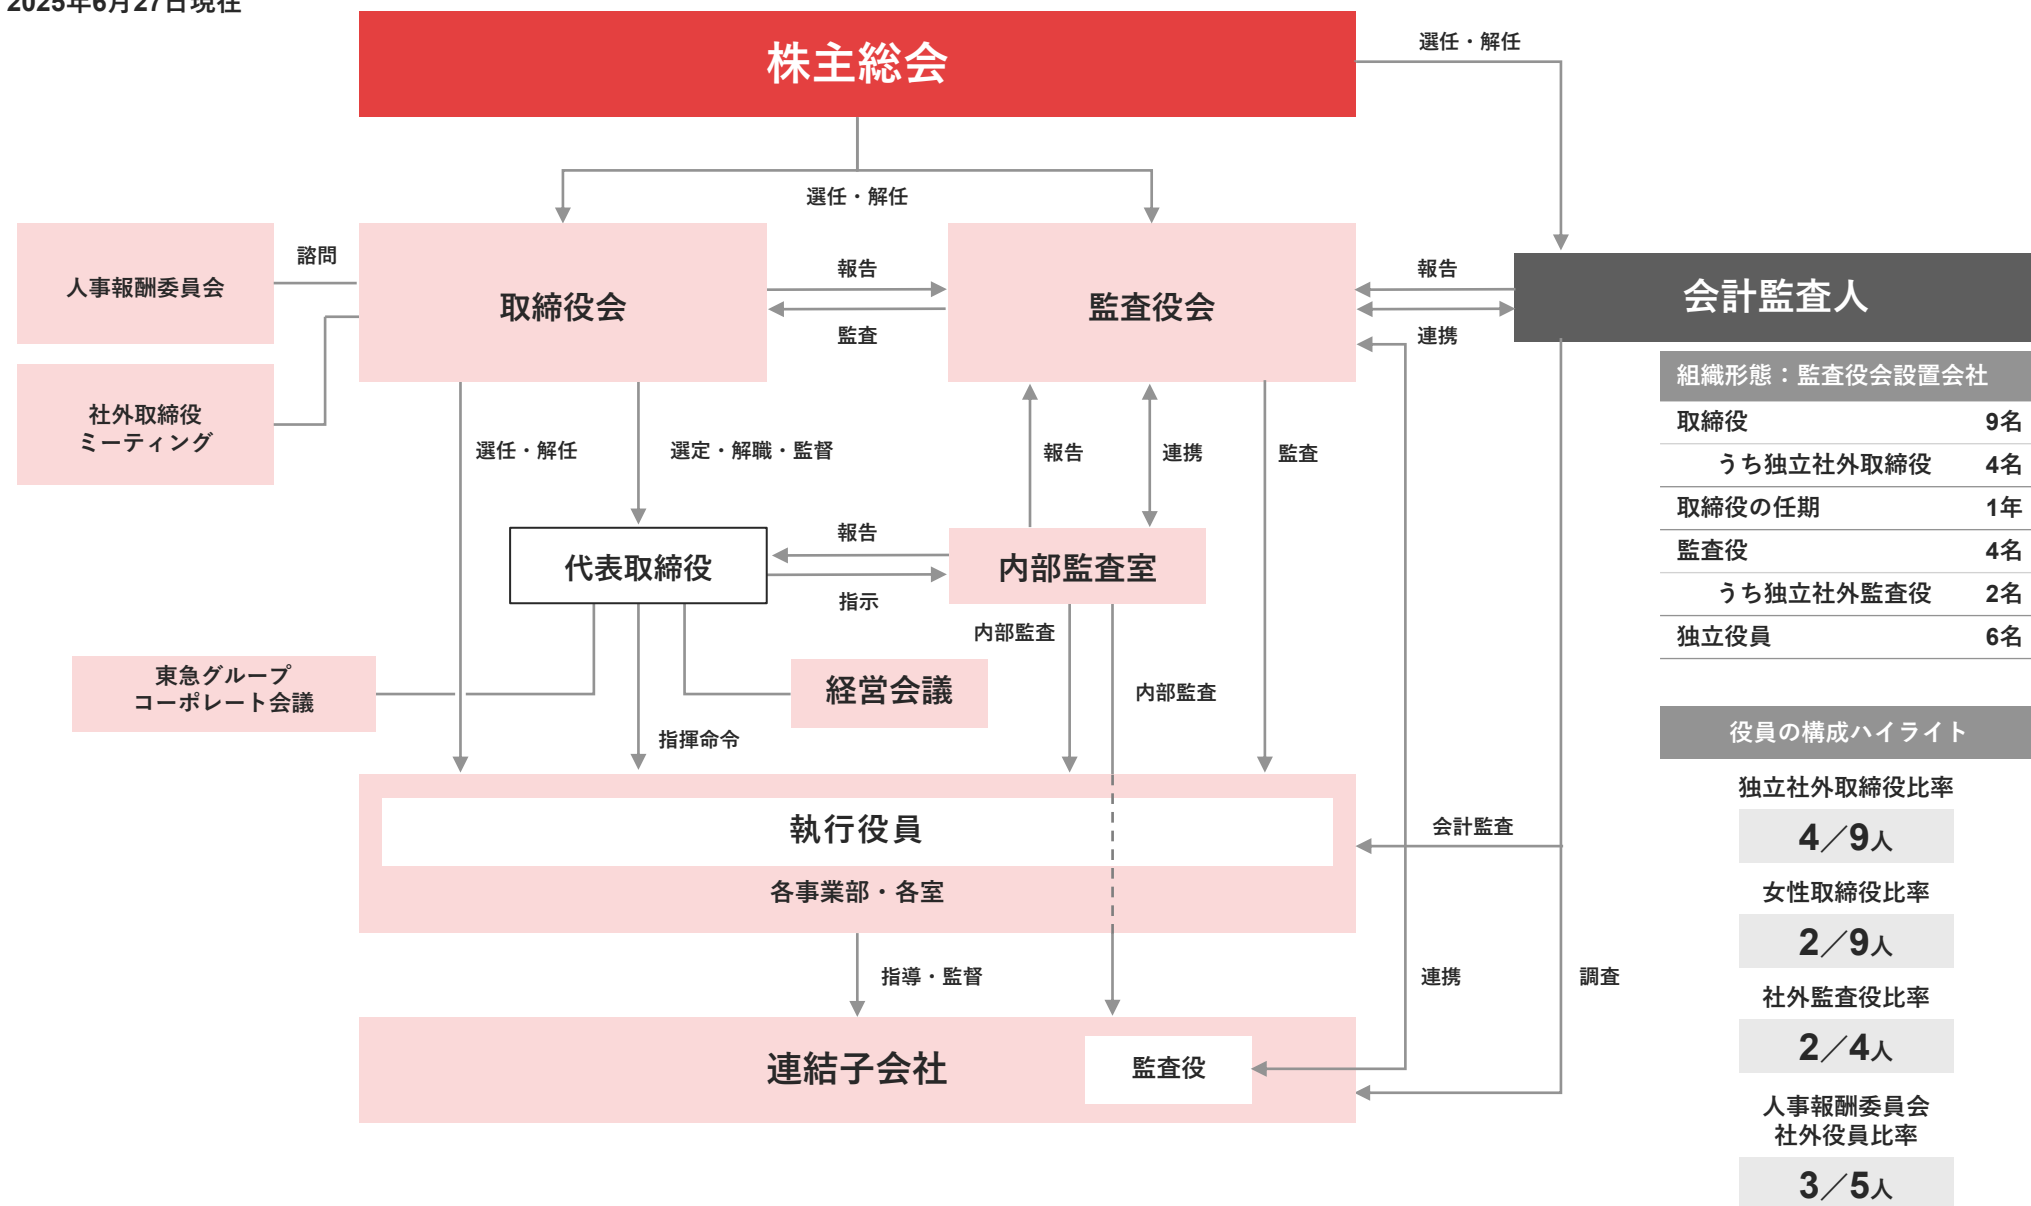 2025年6月27日現在
株主総会
選任・解任
選任・解任
人事報酬委員会
諮問
取締役会
報告
監査
監査役会
報告
連携
会計監査人
社外取締役
ミーティング
選任・解任
選定・解職・監督
報告
連携
監査
代表取締役
報告
指示
内部監査室
内部監査
内部監査
東急グループ
コーポレート会議
経営会議
指揮命令
執行役員
各事業部・各室
会計監査
指導・監督
連携
調査
連結子会社
監査役
組織形態：監査役会設置会社
取締役 9名
うち独立社外取締役 4名
取締役の任期 1年
監査役 4名
うち独立社外監査役 2名
独立役員 6名
役員の構成ハイライト
独立社外取締役比率
4／9人
女性取締役比率
2／9人
社外監査役比率
2／4人
人事報酬委員会
社外役員比率
3／5人